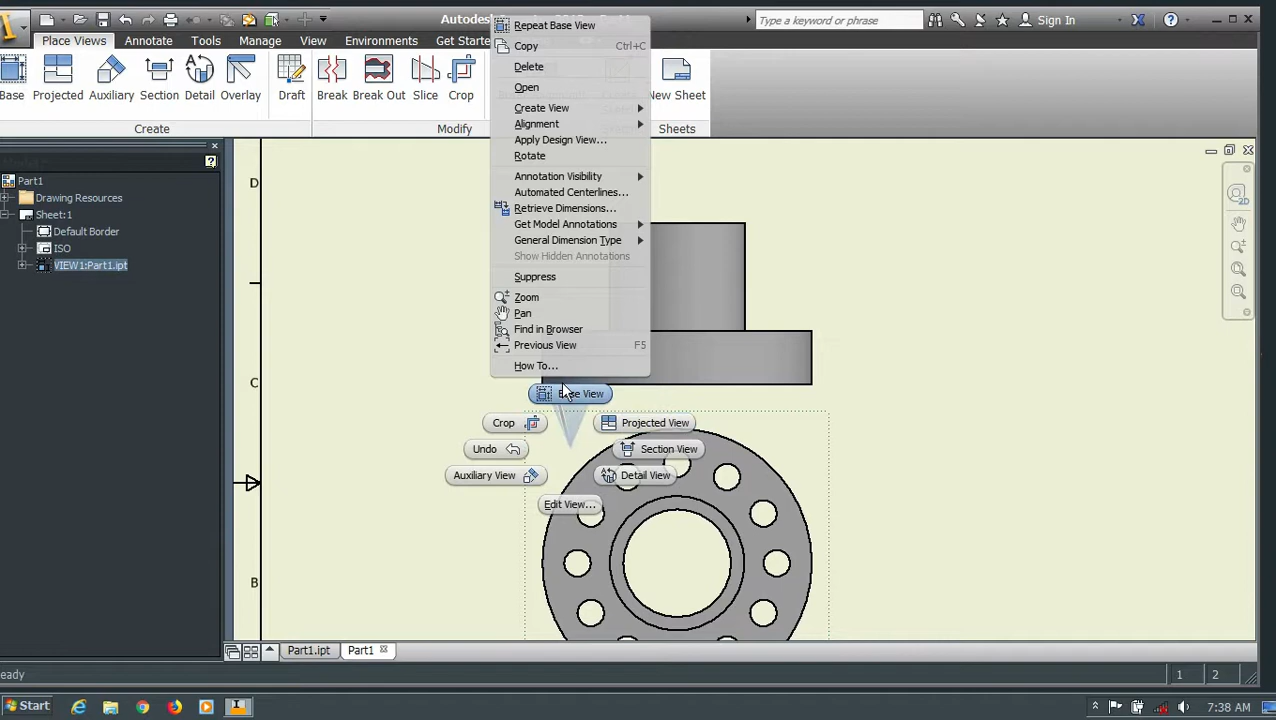 Autodes
Type a keyword or phrase
Sign In
Place Views
Annotate
Tools
Manage
View
Environments
Get Starte
Base
Projected
Auxiliary
Section
Detail
Overlay
Draft
Break
Break Out
Slice
Crop
New Sheet
Create
Modify
Sheets
Part1
Drawing Resources
Sheet:1
Default Border
ISO
VIEW1:Part1.ipt
Repeat Base View
Copy Ctrl+C
Delete
Open
Create View
Alignment
Apply Design View...
Rotate
Annotation Visibility
Automated Centerlines...
Retrieve Dimensions...
Get Model Annotations
General Dimension Type
Show Hidden Annotations
Suppress
Zoom
Pan
Find in Browser
Previous View F5
How To...
Base View
Crop
Projected View
Undo
Section View
Auxiliary View
Detail View
Edit View...
D
C
B
2D
Part1.ipt
Part1
eady
1
2
Start
7:38 AM